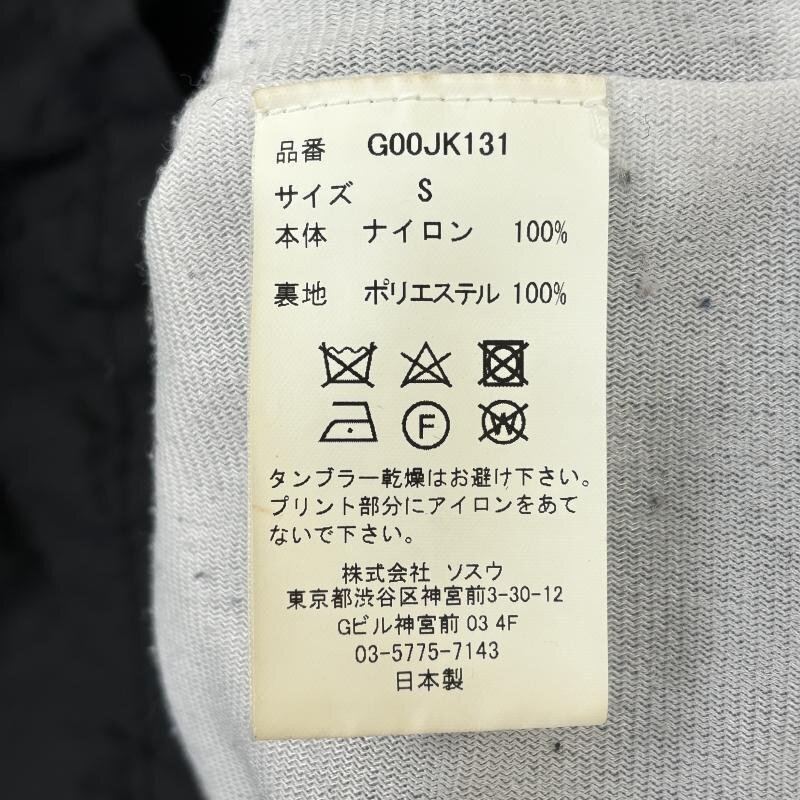 品番 G00JK131
サイズ S
本体 ナイロン 100%
裏地 ポリエステル 100%
F W
タンブラー乾燥はお避け下さい。
プリント部分にアイロンをあて
ないで下さい。
株式会社 ソスウ
東京都渋谷区神宮前3-30-12
Gビル神宮前 03 4F
03-5775-7143
日本製